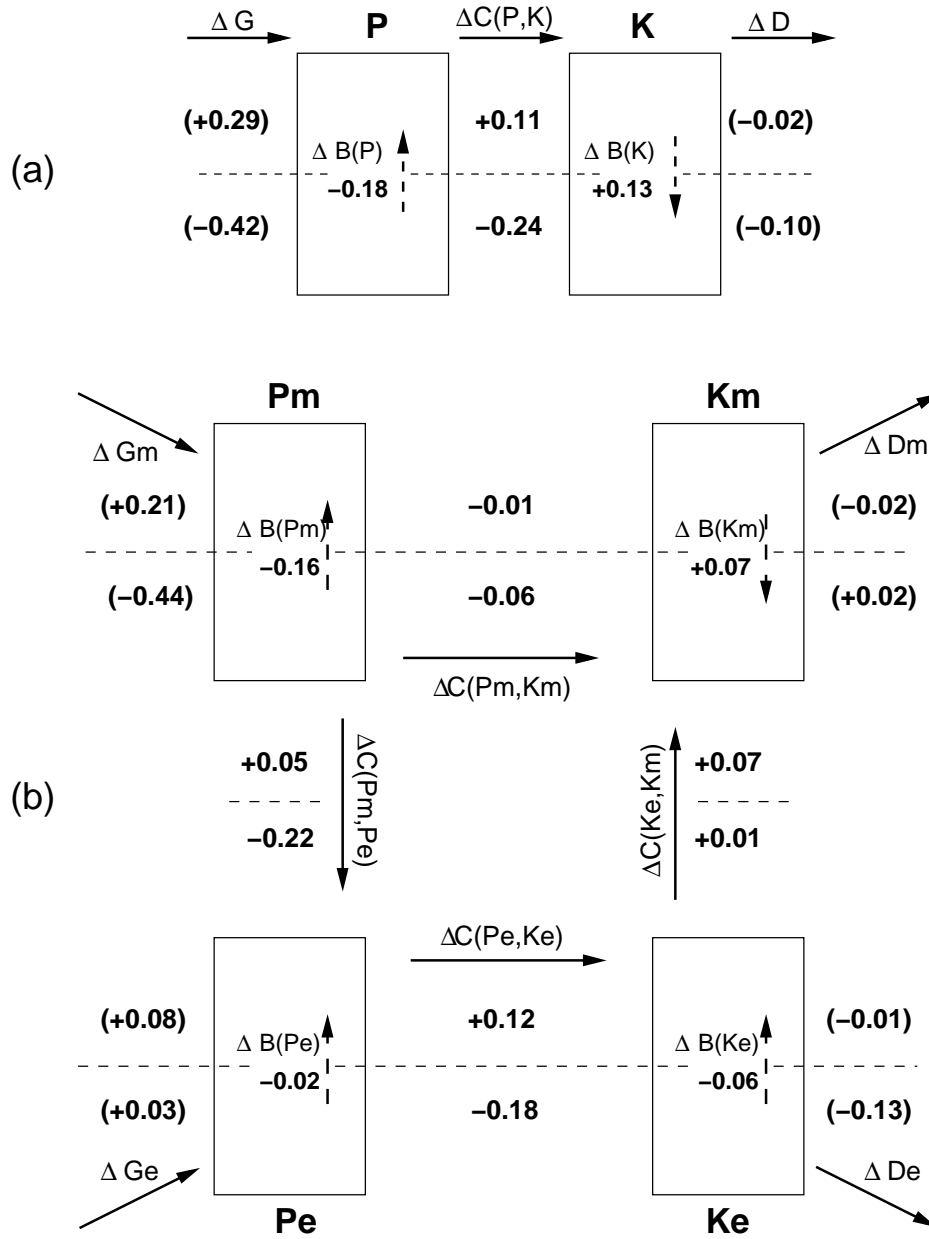 Δ G P ΔC(P,K) K Δ D
(+0.29) +0.11 (−0.02)
(a) Δ B(P) Δ B(K)
−0.18 +0.13
(−0.42) −0.24 (−0.10)
Pm Km
Δ Gm Δ Dm
(+0.21) −0.01 (−0.02)
Δ B(Pm) Δ B(Km)
−0.16 +0.07
(−0.44) −0.06 (+0.02)
ΔC(Pm,Km)
(b)
+0.05 ΔC(Pm,Pe) ΔC(Ke,Km) +0.07
−0.22 +0.01
ΔC(Pe,Ke)
(+0.08) +0.12 (−0.01)
Δ B(Pe) Δ B(Ke)
−0.02 −0.06
(+0.03) −0.18 (−0.13)
Δ Ge Δ De
Pe Ke